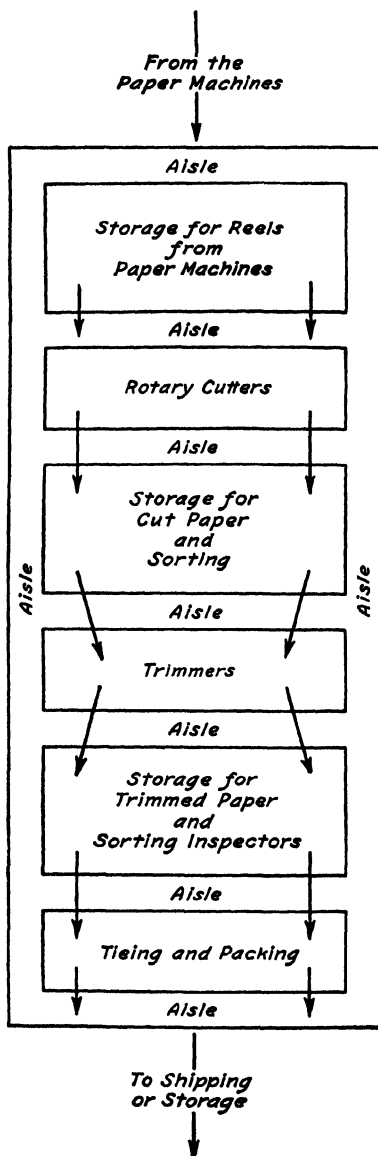 From the
Paper Machines
Aisle
Storage for Reels
from
Paper Machines
Aisle
Rotary Cutters
Aisle
Storage for
Cut Paper
and
Sorting
Aisle
Aisle
Aisle
Trimmers
Aisle
Storage for
Trimmed Paper
and
Sorting Inspectors
Aisle
Tieing and Packing
Aisle
To Shipping
or Storage